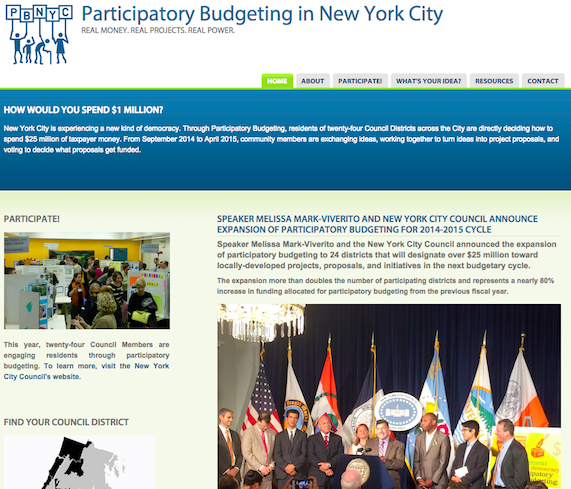 PBNYC
Participatory Budgeting in New York City
REAL MONEY. REAL PROJECTS. REAL POWER.
HOME ABOUT PARTICIPATE! WHAT'S YOUR IDEA? RESOURCES CONTACT
HOW WOULD YOU SPEND $1 MILLION?
New York City is experiencing a new kind of democracy. Through Participatory Budgeting, residents of twenty-four Council Districts across the City are directly deciding how to
spend $25 million of taxpayer money. From September 2014 to April 2015, community members are exchanging ideas, working together to turn ideas into project proposals, and
voting to decide what proposals get funded.
PARTICIPATE!
This year, twenty-four Council Members are
engaging residents through participatory
budgeting. To learn more, visit the New York
City Council's website.
FIND YOUR COUNCIL DISTRICT
SPEAKER MELISSA MARK-VIVERITO AND NEW YORK CITY COUNCIL ANNOUNCE
EXPANSION OF PARTICIPATORY BUDGETING FOR 2014-2015 CYCLE
Speaker Melissa Mark-Viverito and the New York City Council announced the expansion
of participatory budgeting to 24 districts that will designate over $25 million toward
locally-developed projects, proposals, and initiatives in the next budgetary cycle.
The expansion more than doubles the number of participating districts and represents a nearly 80%
increase in funding allocated for participatory budgeting from the previous fiscal year.